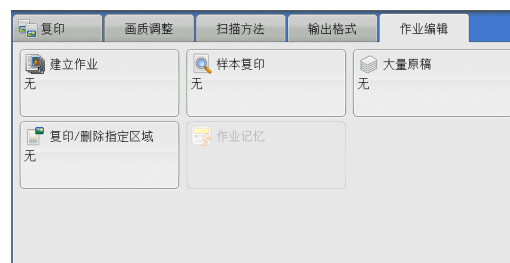 复印 画质调整 扫描方法 输出格式 作业编辑
建立作业 样本复印 大量原稿
无 无 无
复印/删除指定区域 作业记忆
无